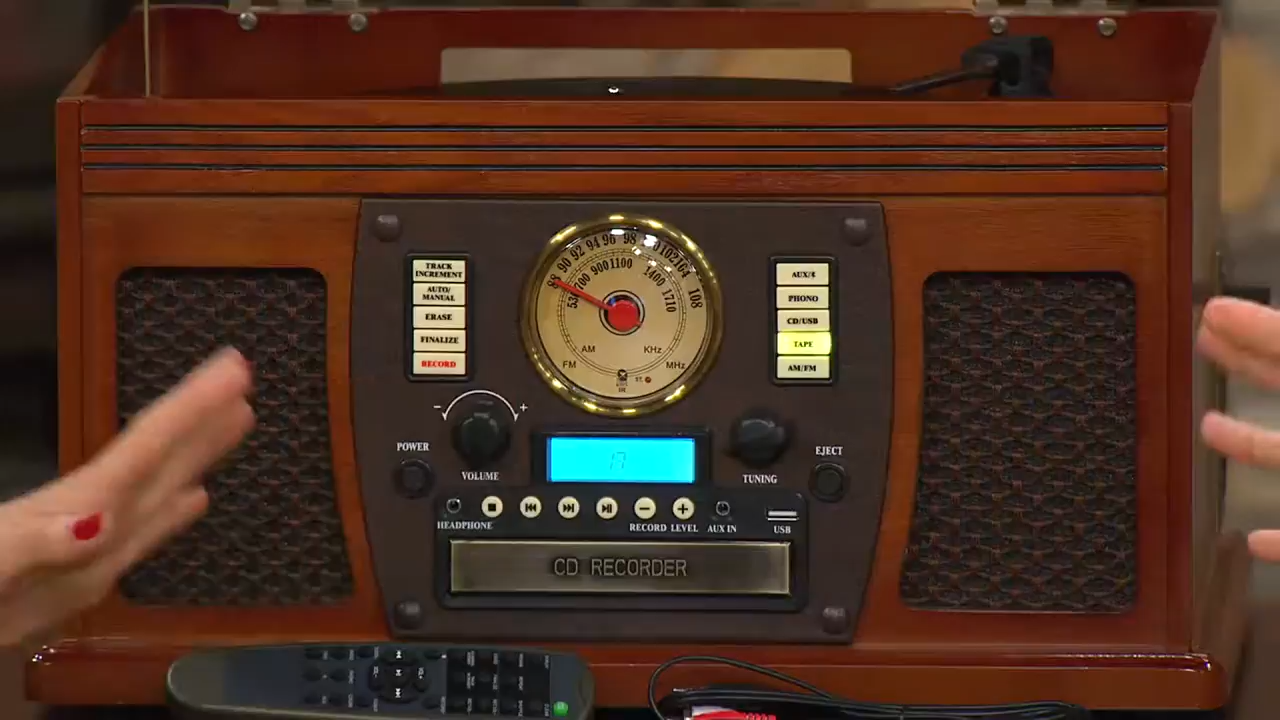 TRACK
INCREMENT
AUTO/
MANUAL
ERASE
FINALIZE
RECORD
88 90 92 94 96 98 102 104 108
700 900 1100 1400 1710
AM KHz
FM MHz
AUX/
PHONO
CD/USB
TAPE
AM/FM
− +
VOLUME
POWER
TUNING
EJECT
HEADPHONE
− +
RECORD LEVEL
AUX IN
USB
CD RECORDER